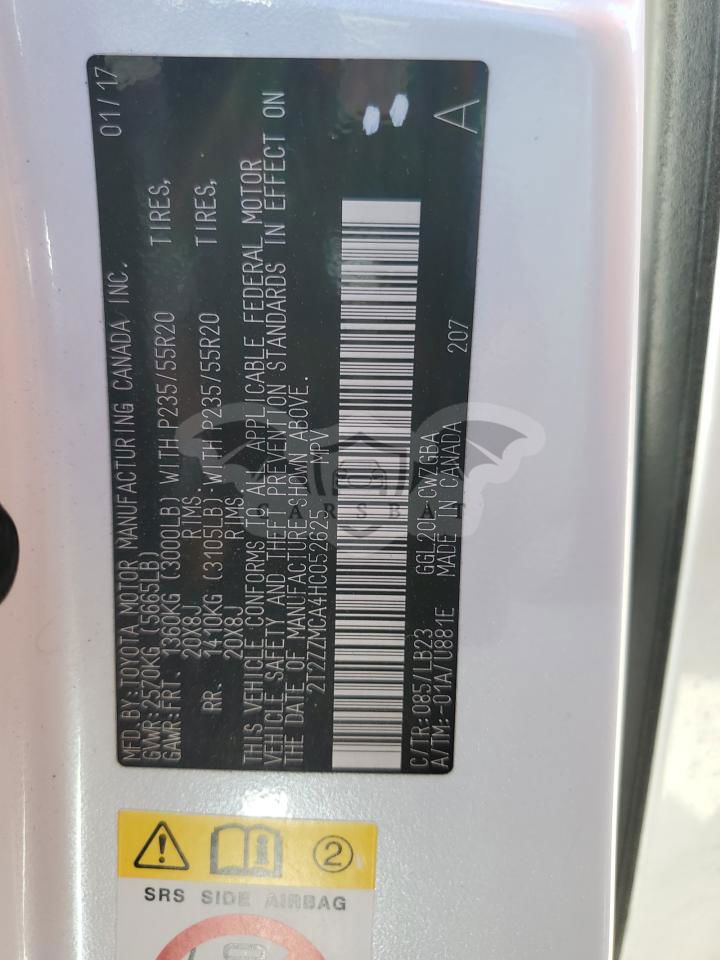 MFD.BY:TOYOTA MOTOR MANUFACTURING CANADA INC. 01/17
GVWR:2570KG (5665LB)
GAWR:FRT. 1360KG (3000LB) WITH P235/55R20 TIRES,
20X8J RIMS
RR. 1410KG (3105LB) WITH P235/55R20 TIRES,
20X8J RIMS
THIS VEHICLE CONFORMS TO ALL APPLICABLE FEDERAL MOTOR
VEHICLE SAFETY AND THEFT PREVENTION STANDARDS IN EFFECT ON
THE DATE OF MANUFACTURE SHOWN ABOVE.
2T2ZZMCA4HC052625 MPV
C/TR:085/LB23 GGL20L-CWZGBA
A/TM:-01A/U881E MADE IN CANADA 207 A
CARSBAT
2
SRS SIDE AIRBAG